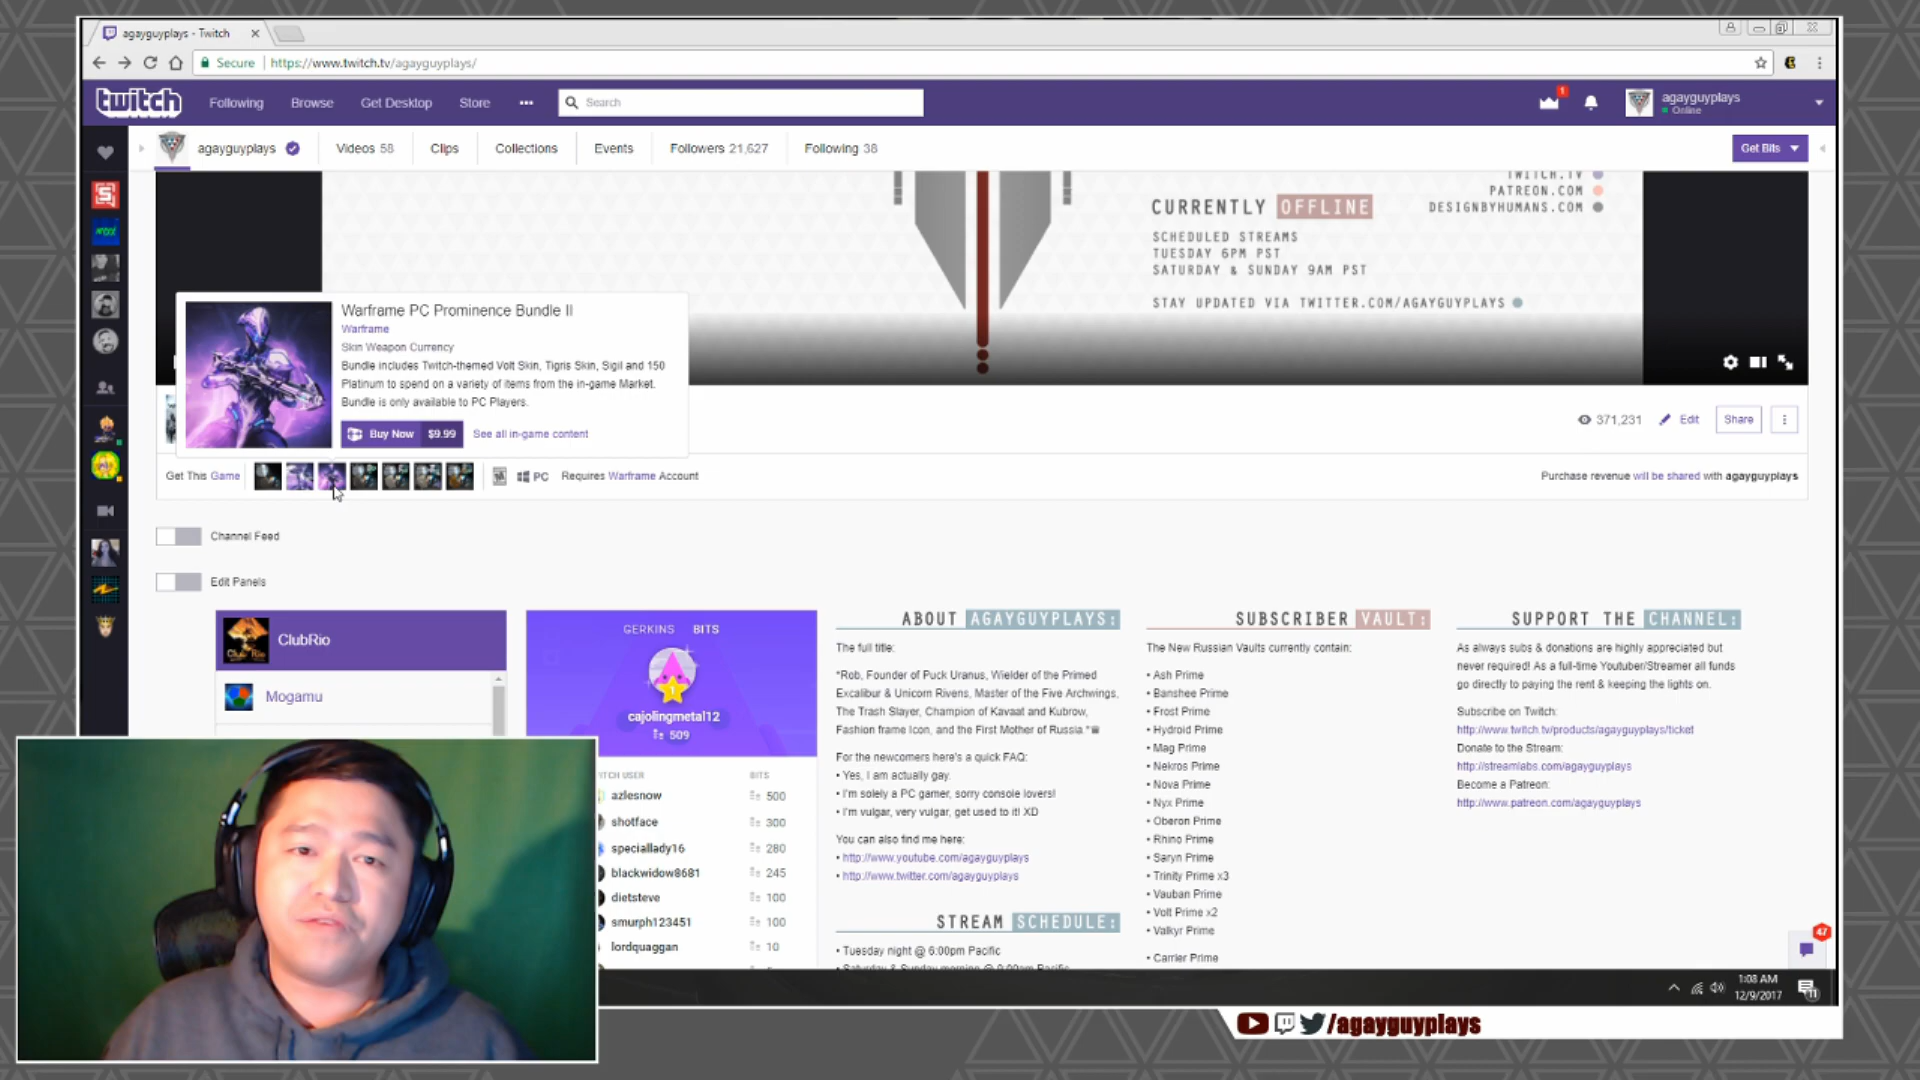 agayguyplays - Twitch
Secure
https://www.twitch.tv/agayguyplays/
twitch
Following
Browse
Get Desktop
Store
Search
1
agayguyplays
Online
agayguyplays
Videos 58
Clips
Collections
Events
Followers 21,627
Following 38
Get Bits
TWITCH.TV
PATREON.COM
DESIGNBYHUMANS.COM
CURRENTLY OFFLINE
SCHEDULED STREAMS
TUESDAY 6PM PST
SATURDAY & SUNDAY 9AM PST
STAY UPDATED VIA TWITTER.COM/AGAYGUYPLAYS
Warframe PC Prominence Bundle II
Warframe
Skin Weapon Currency
Bundle includes Twitch-themed Volt Skin, Tigris Skin, Sigil and 150
Platinum to spend on a variety of items from the in-game Market.
Bundle is only available to PC Players.
Buy Now $9.99 See all in-game content
371,231
Edit
Share
Get This Game
PC
Requires Warframe Account
Purchase revenue will be shared with agayguyplays
Channel Feed
Edit Panels
ClubRio
Mogamu
GERKINS BITS
1
cajolingmetal12
509
BITS
azlesnow 500
shotface 300
speciallady16 280
blackwidow8681 245
dietsteve 100
smurph123451 100
lordquaggan 10
ABOUT AGAYGUYPLAYS:
The full title:
*Rob, Founder of Puck Uranus, Wielder of the Primed
Excalibur & Unicorn Rivens, Master of the Five Archwings,
The Trash Slayer, Champion of Kavaat and Kubrow,
Fashion frame Icon, and the First Mother of Russia *
For the newcomers here's a quick FAQ:
• Yes, I am actually gay.
• I'm solely a PC gamer, sorry console lovers!
• I'm vulgar, very vulgar, get used to it! XD
You can also find me here:
• http://www.youtube.com/agayguyplays
• http://www.twitter.com/agayguyplays
STREAM SCHEDULE:
• Tuesday night @ 6:00pm Pacific
• Saturday & Sunday morning @ 9:00am Pacific
SUBSCRIBER VAULT:
The New Russian Vaults currently contain:
• Ash Prime
• Banshee Prime
• Frost Prime
• Hydroid Prime
• Mag Prime
• Nekros Prime
• Nova Prime
• Nyx Prime
• Oberon Prime
• Rhino Prime
• Saryn Prime
• Trinity Prime x3
• Vauban Prime
• Volt Prime x2
• Valkyr Prime
• Carrier Prime
SUPPORT THE CHANNEL:
As always subs & donations are highly appreciated but
never required! As a full-time Youtuber/Streamer all funds
go directly to paying the rent & keeping the lights on.
Subscribe on Twitch:
http://www.twitch.tv/products/agayguyplays/ticket
Donate to the Stream:
http://streamlabs.com/agayguyplays
Become a Patreon:
http://www.patreon.com/agayguyplays
47
1:08 AM
12/9/2017
11
/agayguyplays